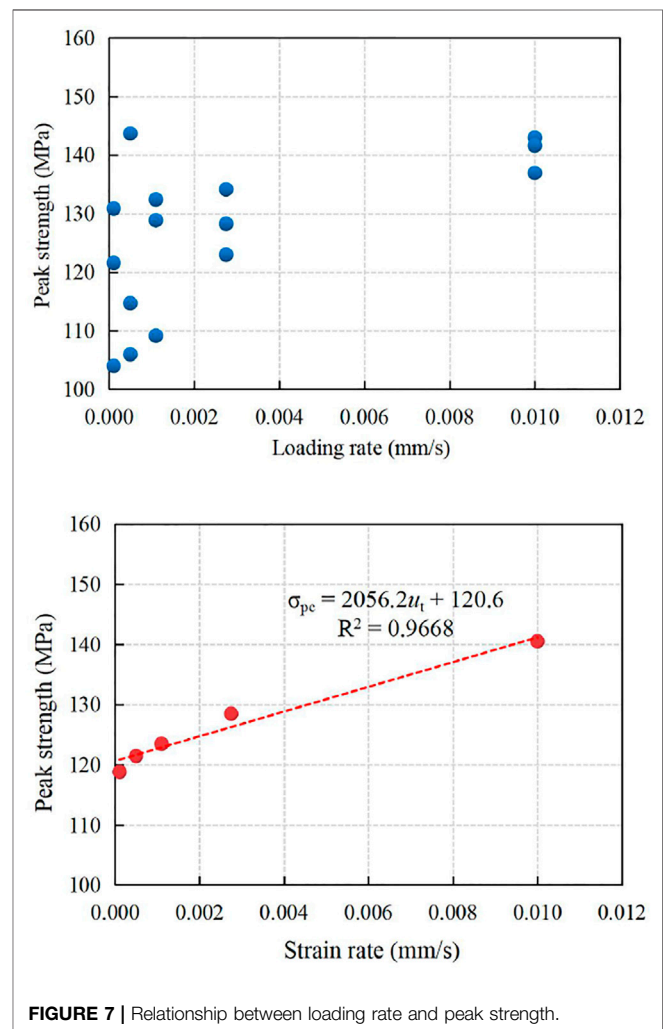 160
150
140
130
120
110
100
Peak stremgth (MPa)
0.000 0.002 0.004 0.006 0.008 0.010 0.012
Loading rate (mm/s)
160
150
140
130
120
110
100
Peak strength (MPa)
σpc = 2056.2ut + 120.6
R² = 0.9668
0.000 0.002 0.004 0.006 0.008 0.010 0.012
Strain rate (mm/s)
FIGURE 7 | Relationship between loading rate and peak strength.